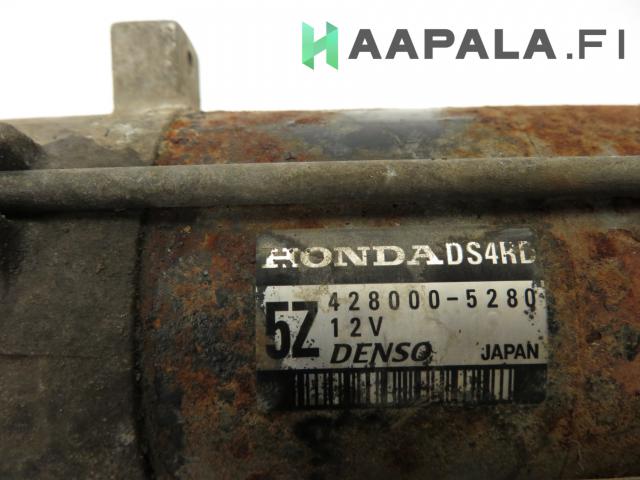 HAAPALA.FI
HONDA DS4RD
428000-5280
5Z
12V
DENSO JAPAN